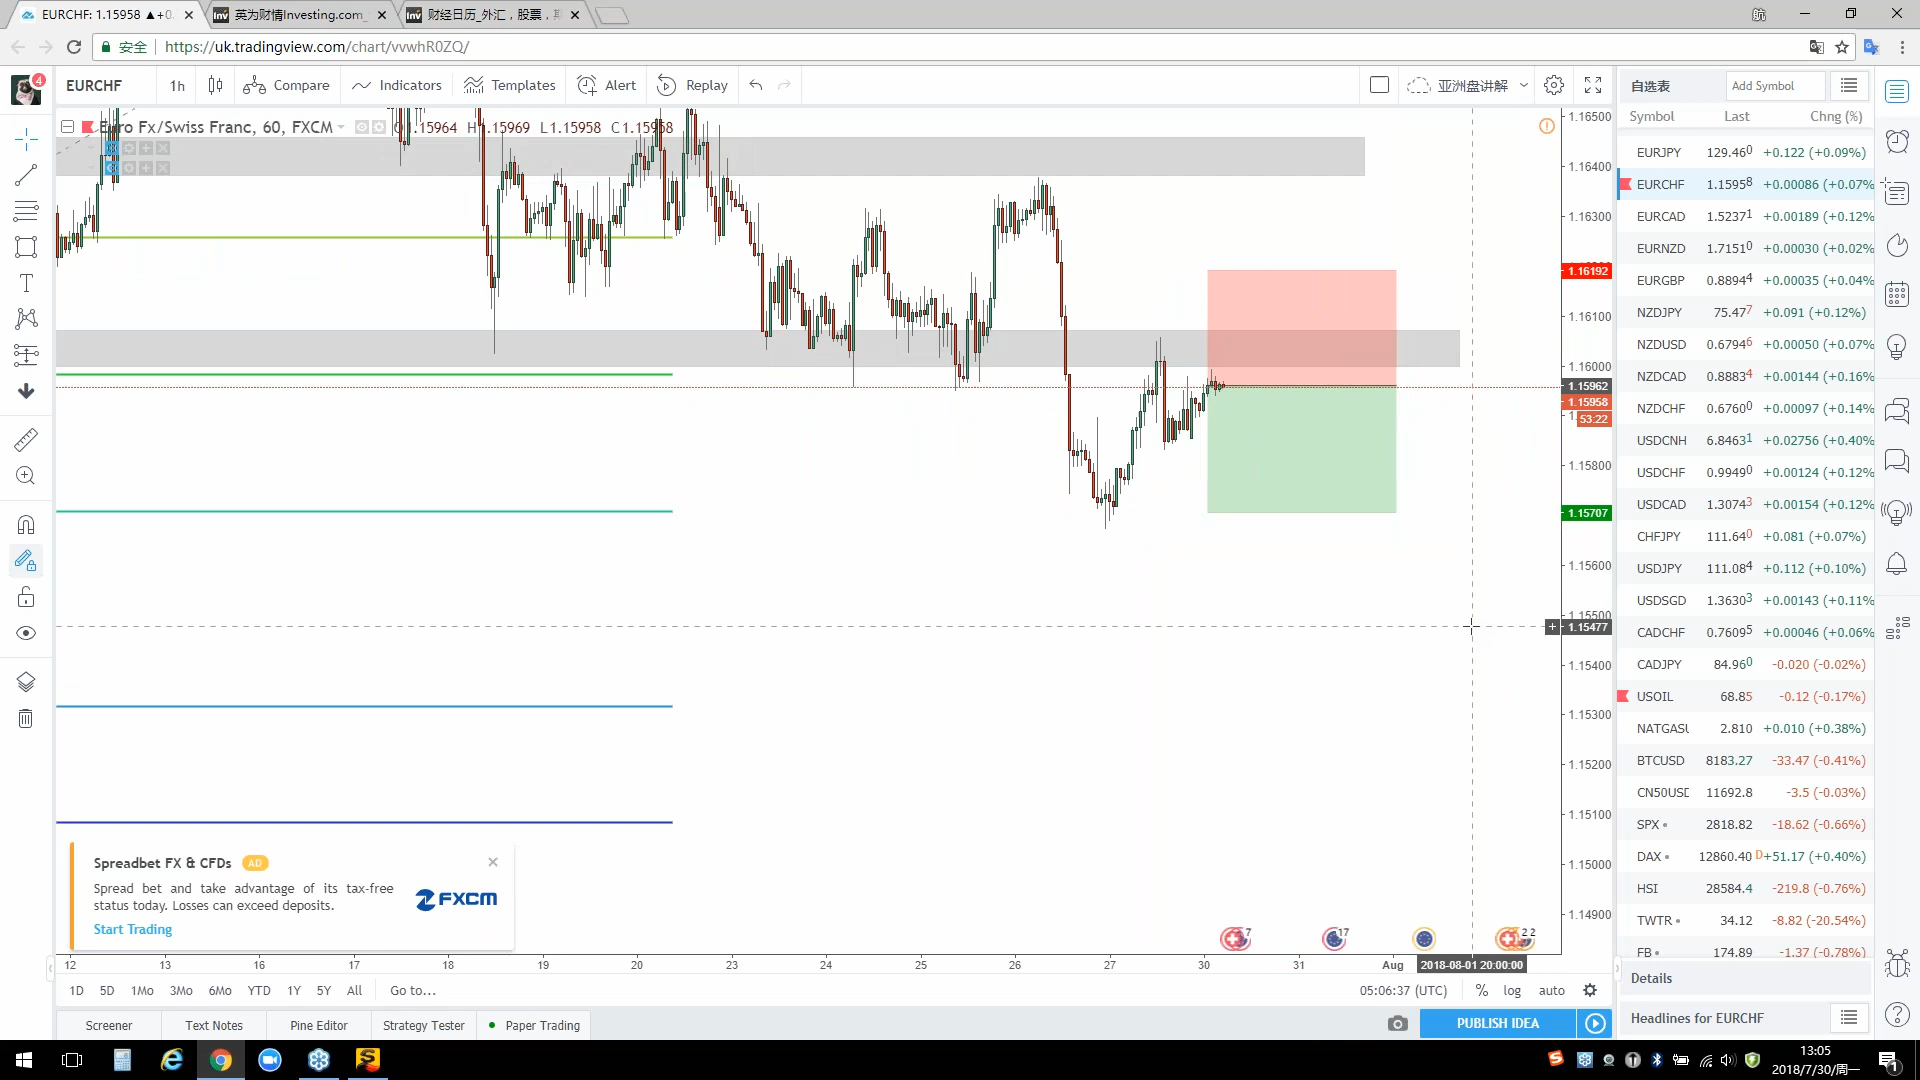 EURCHF: 1.15958 ▲+0.
英为财情Investing.com_
财经日历_外汇，股票，
航
安全
https://uk.tradingview.com/chart/vvwhR0ZQ/
4
EURCHF
1h
Compare
Indicators
Templates
Alert
Replay
亚洲盘讲解
自选表
Add Symbol
Symbol Last Chng (%)
Euro Fx/Swiss Franc, 60, FXCM
O1.15964 H1.15969 L1.15958 C1.15958
1.16500
1.16400
1.16300
1.16192
1.16100
1.16000
1.15962
1.15958
53:22
1.15800
1.15707
1.15600
1.15500
1.15477
1.15400
1.15300
1.15200
1.15100
1.15000
1.14900
EURJPY 129.460 +0.122 (+0.09%)
EURCHF 1.15958 +0.00086 (+0.07%
EURCAD 1.52371 +0.00189 (+0.12%
EURNZD 1.71510 +0.00030 (+0.02%
EURGBP 0.88944 +0.00035 (+0.04%
NZDJPY 75.477 +0.091 (+0.12%)
NZDUSD 0.67946 +0.00050 (+0.07%
NZDCAD 0.88834 +0.00144 (+0.16%
NZDCHF 0.67600 +0.00097 (+0.14%
USDCNH 6.84631 +0.02756 (+0.40%
USDCHF 0.99490 +0.00124 (+0.12%
USDCAD 1.30743 +0.00154 (+0.12%
CHFJPY 111.640 +0.081 (+0.07%)
USDJPY 111.084 +0.112 (+0.10%)
USDSGD 1.36303 +0.00143 (+0.11%
CADCHF 0.76095 +0.00046 (+0.06%
CADJPY 84.960 -0.020 (-0.02%)
USOIL 68.85 -0.12 (-0.17%)
NATGASU 2.810 +0.010 (+0.38%)
BTCUSD 8183.27 -33.47 (-0.41%)
CN50USD 11692.8 -3.5 (-0.03%)
SPX 2818.82 -18.62 (-0.66%)
DAX 12860.40 D +51.17 (+0.40%)
HSI 28584.4 -219.8 (-0.76%)
TWTR 34.12 -8.82 (-20.54%)
FB 174.89 -1.37 (-0.78%)
Details
Headlines for EURCHF
Spreadbet FX & CFDs AD
Spread bet and take advantage of its tax-free
status today. Losses can exceed deposits.
Start Trading
FXCM
7
17
2 2
12 13 16 17 18 19 20 23 24 25 26 27 30 31 Aug 2018-08-01 20:00:00
1D 5D 1Mo 3Mo 6Mo YTD 1Y 5Y All Go to...
05:06:37 (UTC) % log auto
Screener Text Notes Pine Editor Strategy Tester Paper Trading
PUBLISH IDEA
13:05
2018/7/30/周一
1